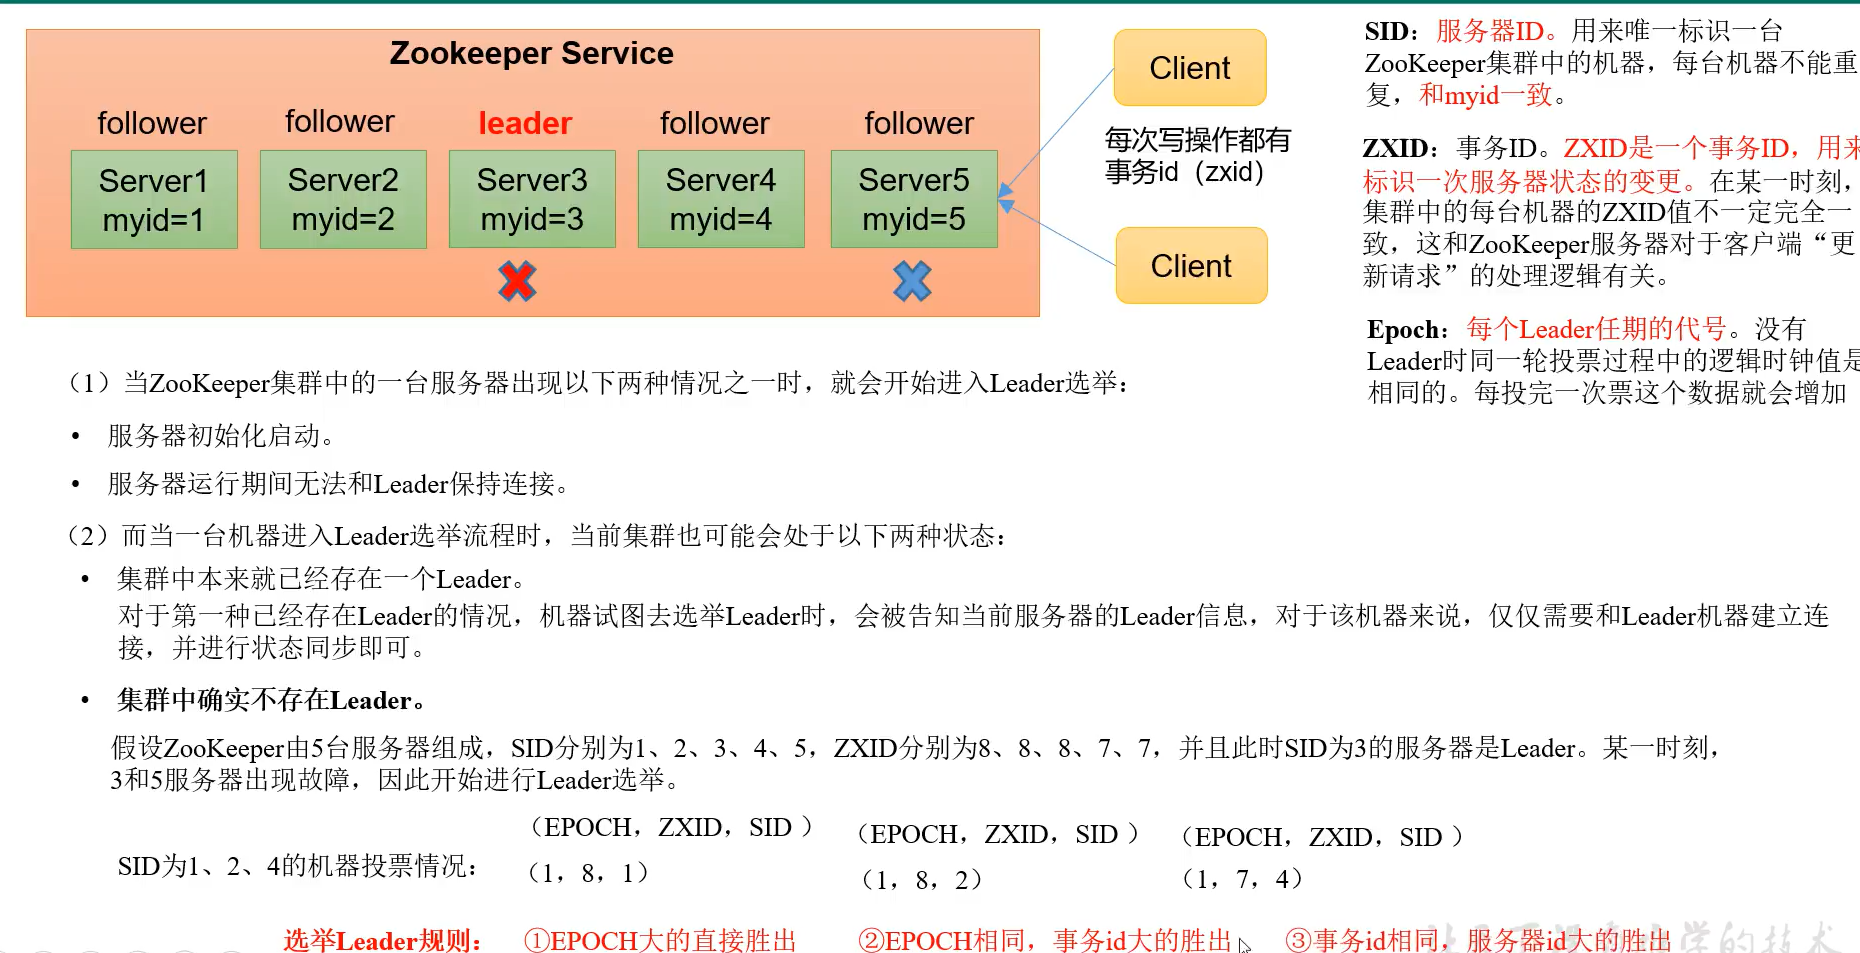 Zookeeper Service
follower
follower
leader
follower
follower
Server1
myid=1
Server2
myid=2
Server3
myid=3
Server4
myid=4
Server5
myid=5
Client
每次写操作都有
事务id（zxid）
Client
SID：服务器ID。用来唯一标识一台
ZooKeeper集群中的机器，每台机器不能重
复，和myid一致。
ZXID：事务ID。ZXID是一个事务ID，用来
标识一次服务器状态的变更。在某一时刻，
集群中的每台机器的ZXID值不一定完全一
致，这和ZooKeeper服务器对于客户端“更
新请求”的处理逻辑有关。
Epoch：每个Leader任期的代号。没有
Leader时同一轮投票过程中的逻辑时钟值是
相同的。每投完一次票这个数据就会增加
（1）当ZooKeeper集群中的一台服务器出现以下两种情况之一时，就会开始进入Leader选举：
• 服务器初始化启动。
• 服务器运行期间无法和Leader保持连接。
（2）而当一台机器进入Leader选举流程时，当前集群也可能会处于以下两种状态：
• 集群中本来就已经存在一个Leader。
对于第一种已经存在Leader的情况，机器试图去选举Leader时，会被告知当前服务器的Leader信息，对于该机器来说，仅仅需要和Leader机器建立连
接，并进行状态同步即可。
• 集群中确实不存在Leader。
假设ZooKeeper由5台服务器组成，SID分别为1、2、3、4、5，ZXID分别为8、8、8、7、7，并且此时SID为3的服务器是Leader。某一时刻，
3和5服务器出现故障，因此开始进行Leader选举。
SID为1、2、4的机器投票情况：
（EPOCH，ZXID，SID ）
（1，8，1）
（EPOCH，ZXID，SID ）
（1，8，2）
（EPOCH，ZXID，SID ）
（1，7，4）
选举Leader规则： ①EPOCH大的直接胜出 ②EPOCH相同，事务id大的胜出 ③事务id相同，服务器id大的胜出